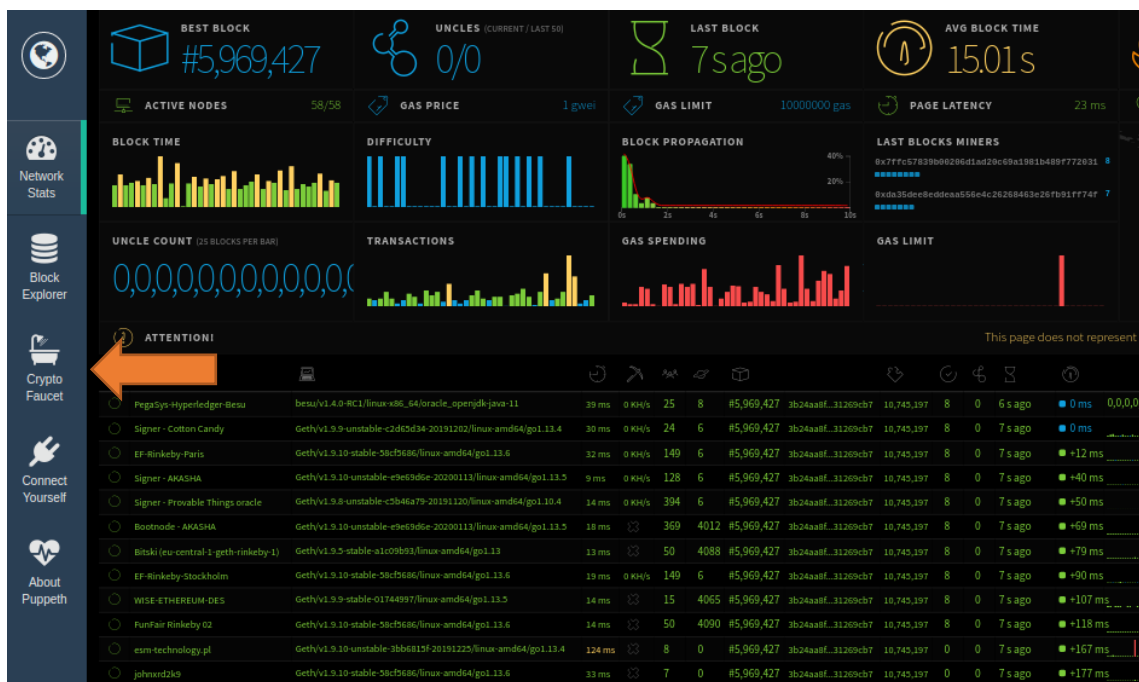 BEST BLOCK
#5,969,427
UNCLES (CURRENT / LAST 50)
0/0
LAST BLOCK
7 s ago
AVG BLOCK TIME
15.01 s
ACTIVE NODES 58/58
GAS PRICE 1 gwei
GAS LIMIT 10000000 gas
PAGE LATENCY 23 ms
Network
Stats
Block
Explorer
Crypto
Faucet
Connect
Yourself
About
Puppeth
BLOCK TIME
DIFFICULTY
BLOCK PROPAGATION
40%
20%
0s 2s 4s 6s 8s 10s
LAST BLOCKS MINERS
0x7ffc57839b00206d1ad20c69a1981b489f772031 8
0xda35dee8eddeaa556e4c26268463e26fb91ff74f 7
UNCLE COUNT (25 BLOCKS PER BAR)
0,0,0,0,0,0,0,0,0,0,0,
TRANSACTIONS
GAS SPENDING
GAS LIMIT
ATTENTION!
This page does not represent
PegaSys-Hyperledger-Besu besu/v1.4.0-RC1/linux-x86_64/oracle_openjdk-java-11 39 ms 0 KH/s 25 8 #5,969,427 3b24aa8f...31269cb7 10,745,197 8 0 6 s ago 0 ms 0,0,0,0
Signer - Cotton Candy Geth/v1.9.9-unstable-c2d65d34-20191202/linux-amd64/go1.13.4 30 ms 0 KH/s 24 6 #5,969,427 3b24aa8f...31269cb7 10,745,197 8 0 7 s ago 0 ms
EF-Rinkeby-Paris Geth/v1.9.10-stable-58cf5686/linux-amd64/go1.13.6 32 ms 0 KH/s 149 6 #5,969,427 3b24aa8f...31269cb7 10,745,197 8 0 7 s ago +12 ms
Signer - AKASHA Geth/v1.9.10-unstable-e9e69d6e-20200113/linux-amd64/go1.13.5 9 ms 0 KH/s 128 6 #5,969,427 3b24aa8f...31269cb7 10,745,197 8 0 7 s ago +40 ms
Signer - Provable Things oracle Geth/v1.9.8-unstable-c5b46a79-20191120/linux-amd64/go1.10.4 14 ms 0 KH/s 394 6 #5,969,427 3b24aa8f...31269cb7 10,745,197 8 0 7 s ago +50 ms
Bootnode - AKASHA Geth/v1.9.10-unstable-e9e69d6e-20200113/linux-amd64/go1.13.5 18 ms 369 4012 #5,969,427 3b24aa8f...31269cb7 10,745,197 8 0 7 s ago +69 ms
Bitski (eu-central-1-geth-rinkeby-1) Geth/v1.9.5-stable-a1c09b93/linux-amd64/go1.13 13 ms 50 4088 #5,969,427 3b24aa8f...31269cb7 10,745,197 8 0 7 s ago +79 ms
EF-Rinkeby-Stockholm Geth/v1.9.10-stable-58cf5686/linux-amd64/go1.13.6 19 ms 0 KH/s 149 6 #5,969,427 3b24aa8f...31269cb7 10,745,197 8 0 7 s ago +90 ms
WISE-ETHEREUM-DES Geth/v1.9.9-stable-01744997/linux-amd64/go1.13.5 14 ms 15 4065 #5,969,427 3b24aa8f...31269cb7 10,745,197 8 0 7 s ago +107 ms
FunFair Rinkeby 02 Geth/v1.9.10-stable-58cf5686/linux-amd64/go1.13.6 14 ms 50 4090 #5,969,427 3b24aa8f...31269cb7 10,745,197 8 0 7 s ago +118 ms
esm-technology.pl Geth/v1.9.10-unstable-3bb6815f-20191225/linux-amd64/go1.13.4 124 ms 8 0 #5,969,427 3b24aa8f...31269cb7 10,745,197 0 0 7 s ago +167 ms
johnxrd2k9 Geth/v1.9.10-stable-58cf5686/linux-amd64/go1.13.6 33 ms 7 0 #5,969,427 3b24aa8f...31269cb7 10,745,197 0 0 7 s ago +177 ms